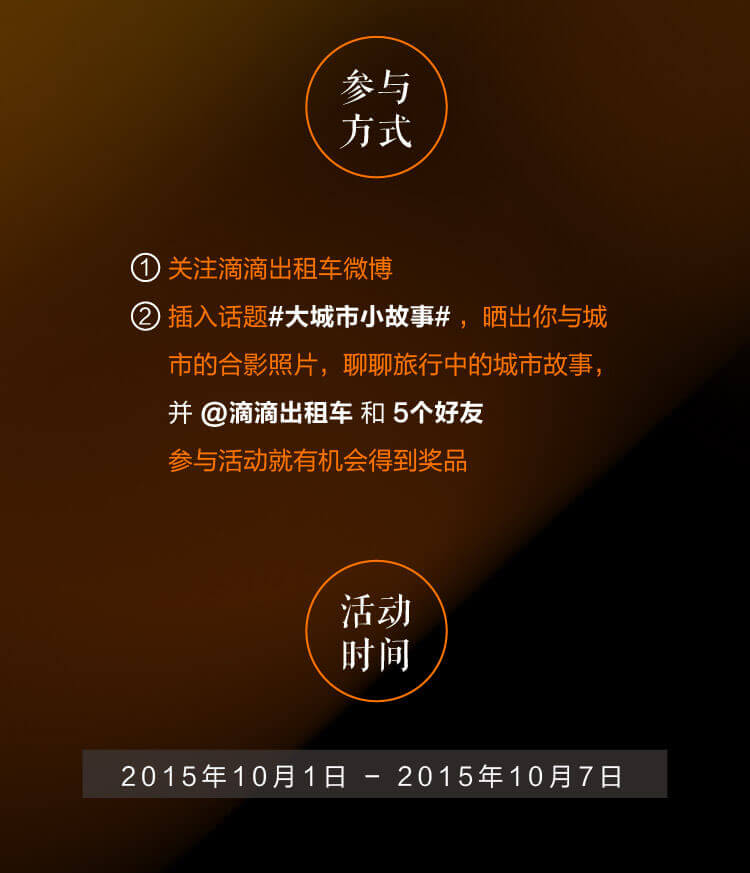 参与
方式
① 关注滴滴出租车微博
② 插入话题#大城市小故事# ，晒出你与城
市的合影照片，聊聊旅行中的城市故事，
并 @滴滴出租车 和 5个好友
参与活动就有机会得到奖品
活动
时间
2015年10月1日 – 2015年10月7日